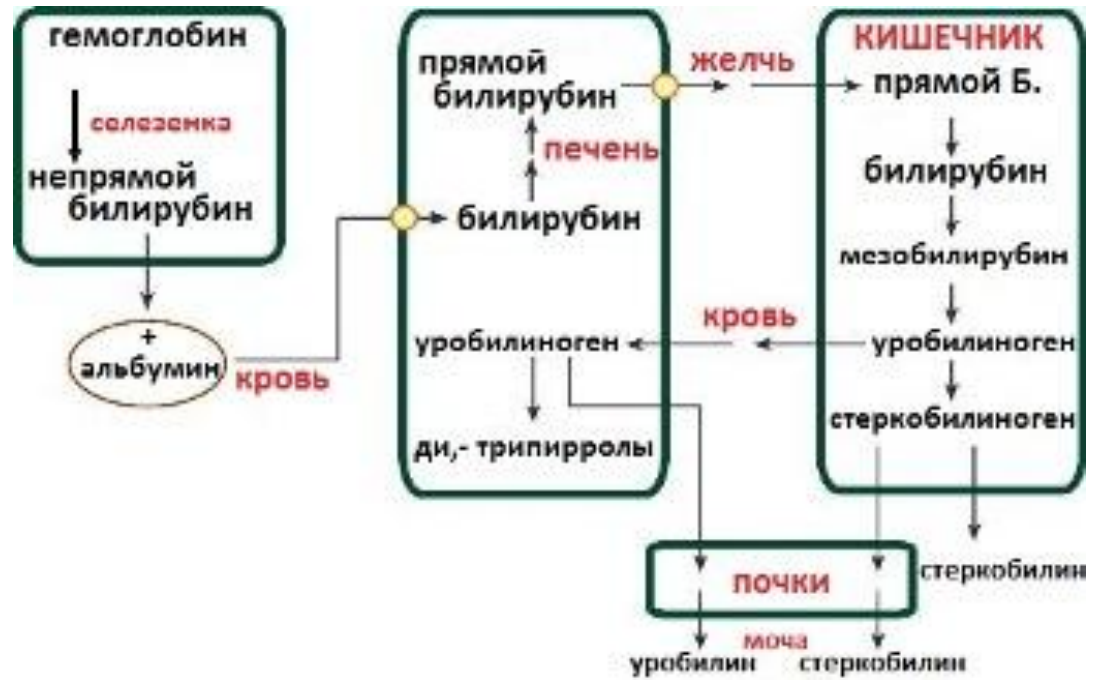 гемоглобин
селезенка
непрямой
билирубин
+
альбумин
кровь
прямой
билирубин
печень
билирубин
уробилиноген
ди,- трипирролы
желчь
кровь
КИШЕЧНИК
прямой Б.
билирубин
мезобилирубин
уробилиноген
стеркобилиноген
стеркобилин
почки
моча
уробилин
стеркобилин